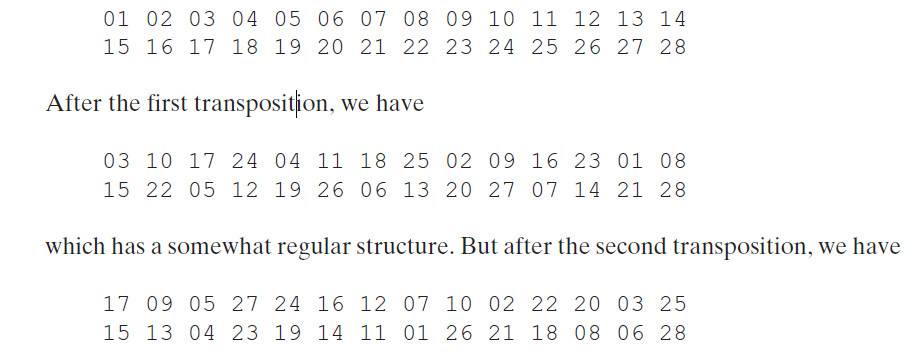 01 02 03 04 05 06 07 08 09 10 11 12 13 14
15 16 17 18 19 20 21 22 23 24 25 26 27 28
After the first transposition, we have
03 10 17 24 04 11 18 25 02 09 16 23 01 08
15 22 05 12 19 26 06 13 20 27 07 14 21 28
which has a somewhat regular structure. But after the second transposition, we have
17 09 05 27 24 16 12 07 10 02 22 20 03 25
15 13 04 23 19 14 11 01 26 21 18 08 06 28